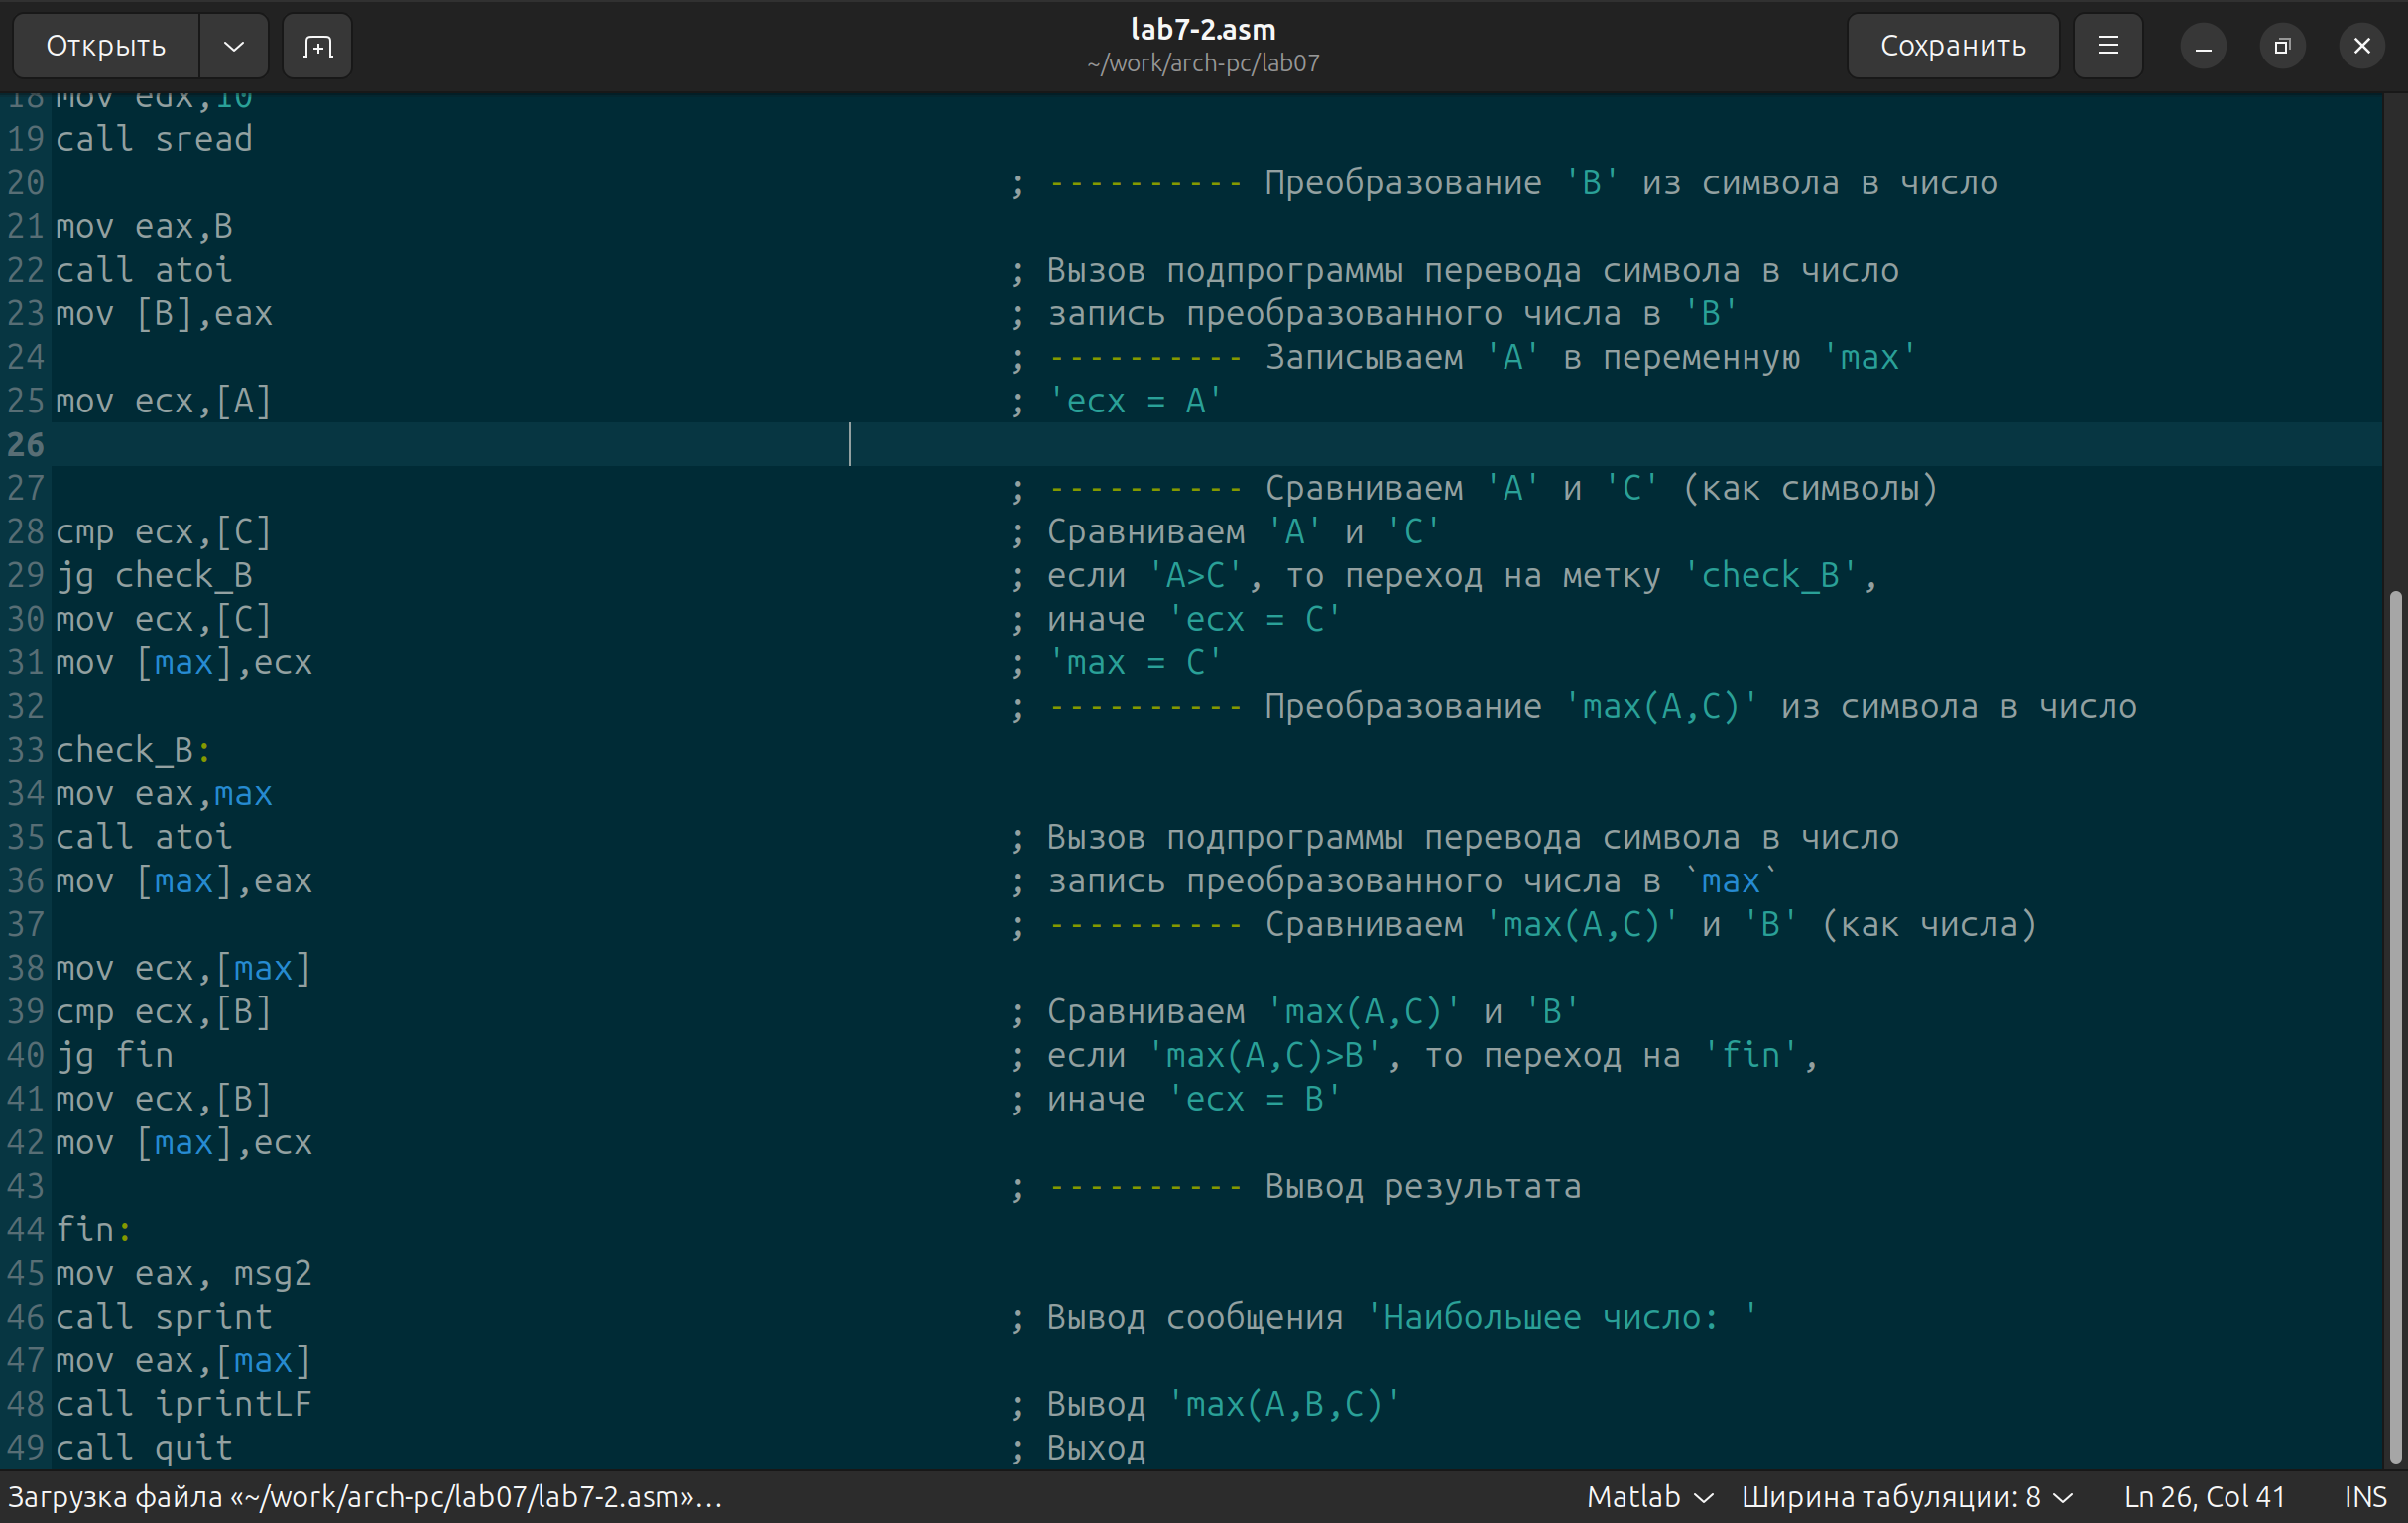 Открыть
lab7-2.asm
~/work/arch-pc/lab07
Сохранить
18 mov edx,10
19 call sread
20 ; ---------- Преобразование 'B' из символа в число
21 mov eax,B
22 call atoi ; Вызов подпрограммы перевода символа в число
23 mov [B],eax ; запись преобразованного числа в 'B'
24 ; ---------- Записываем 'A' в переменную 'max'
25 mov ecx,[A] ; 'ecx = A'
26
27 ; ---------- Сравниваем 'A' и 'C' (как символы)
28 cmp ecx,[C] ; Сравниваем 'A' и 'C'
29 jg check_B ; если 'A>C', то переход на метку 'check_B',
30 mov ecx,[C] ; иначе 'ecx = C'
31 mov [max],ecx ; 'max = C'
32 ; ---------- Преобразование 'max(A,C)' из символа в число
33 check_B:
34 mov eax,max
35 call atoi ; Вызов подпрограммы перевода символа в число
36 mov [max],eax ; запись преобразованного числа в `max`
37 ; ---------- Сравниваем 'max(A,C)' и 'B' (как числа)
38 mov ecx,[max]
39 cmp ecx,[B] ; Сравниваем 'max(A,C)' и 'B'
40 jg fin ; если 'max(A,C)>B', то переход на 'fin',
41 mov ecx,[B] ; иначе 'ecx = B'
42 mov [max],ecx
43 ; ---------- Вывод результата
44 fin:
45 mov eax, msg2
46 call sprint ; Вывод сообщения 'Наибольшее число: '
47 mov eax,[max]
48 call iprintLF ; Вывод 'max(A,B,C)'
49 call quit ; Выход
Загрузка файла «~/work/arch-pc/lab07/lab7-2.asm»… Matlab Ширина табуляции: 8 Ln 26, Col 41 INS